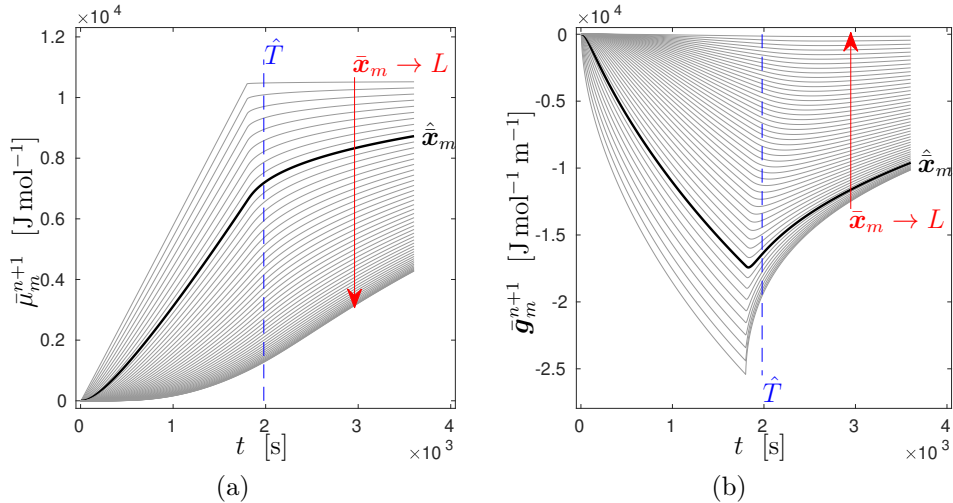 ×10⁴
1.2
1
0.8
0.6
0.4
0.2
0
μ̄ₘⁿ⁺¹ [J mol⁻¹]
T̂
x̄ₘ → L
x̄̂ₘ
0 1 2 3 4
×10³
t [s]
(a)
×10⁴
0
-0.5
-1
-1.5
-2
-2.5
ḡₘⁿ⁺¹ [J mol⁻¹ m⁻¹]
x̄̂ₘ
x̄ₘ → L
T̂
0 1 2 3 4
×10³
t [s]
(b)